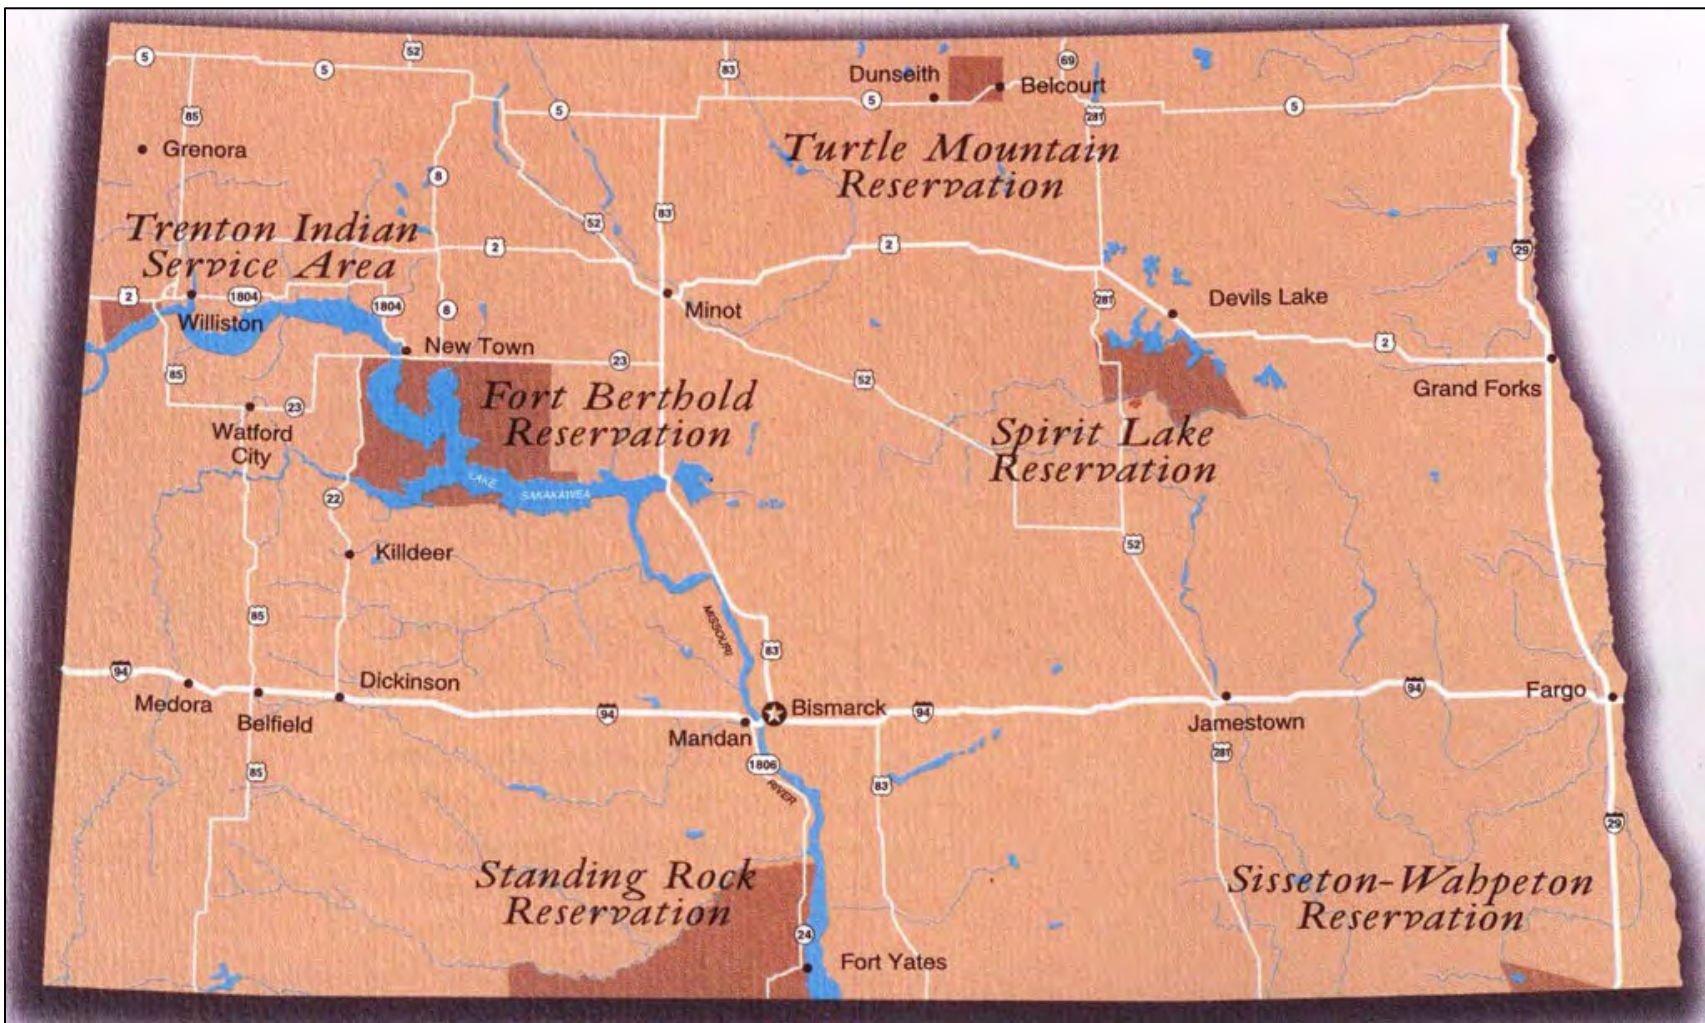 5
52
5
83
Dunseith
69
Belcourt
5
5
281
5
85
Grenora
Turtle Mountain
Reservation
8
83
52
Trenton Indian
Service Area
2
2
29
2
1804
1804
8
Williston
Minot
281
Devils Lake
New Town
23
2
85
52
Grand Forks
23
Watford
City
Fort Berthold
Reservation
Spirit Lake
Reservation
LAKE
SAKAKAWEA
22
52
Killdeer
85
MISSOURI
83
94
Medora
Belfield
Dickinson
94
Mandan
Bismarck
94
Jamestown
94
Fargo
85
1806
RIVER
83
281
29
Standing Rock
Reservation
Sisseton-Wahpeton
Reservation
24
Fort Yates